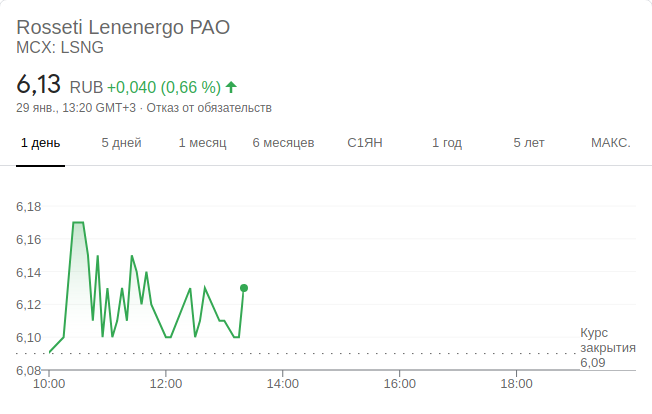 Rosseti Lenenergo PAO
MCX: LSNG
6,13 RUB +0,040 (0,66 %)
29 янв., 13:20 GMT+3 · Отказ от обязательств
1 день 5 дней 1 месяц 6 месяцев С1ЯН 1 год 5 лет МАКС.
6,18
6,16
6,14
6,12
6,10
6,08
Курс
закрытия
6,09
10:00 12:00 14:00 16:00 18:00